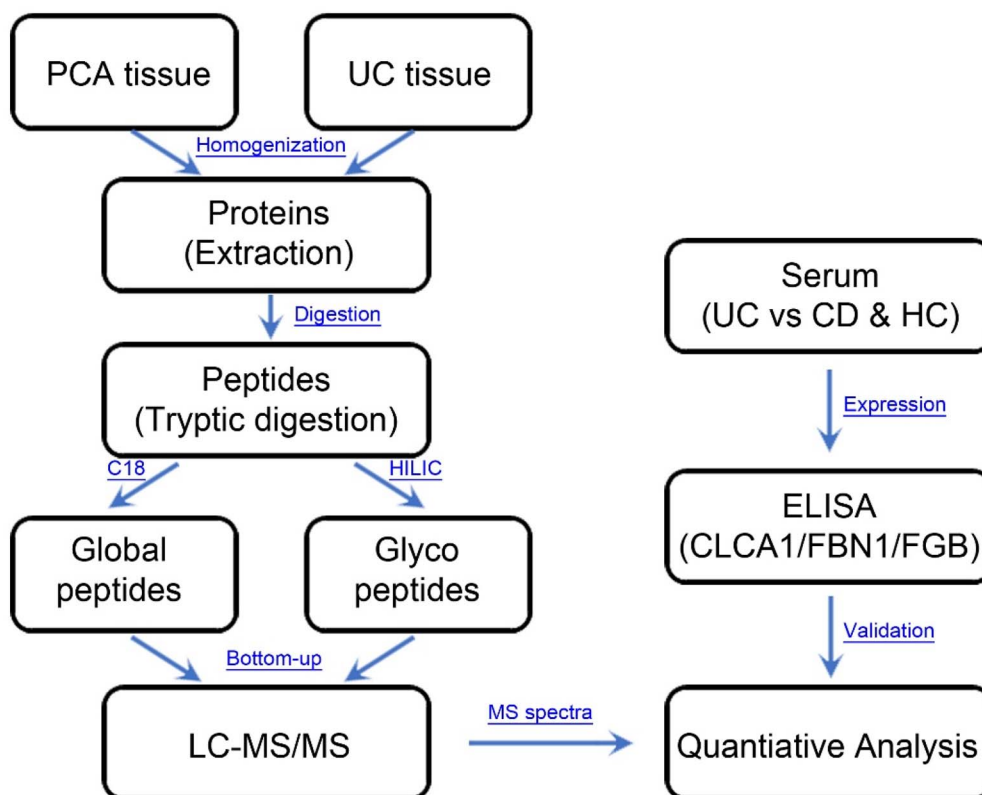 PCA tissue
UC tissue
Homogenization
Proteins
(Extraction)
Digestion
Peptides
(Tryptic digestion)
C18
HILIC
Global
peptides
Glyco
peptides
Bottom-up
LC-MS/MS
MS spectra
Serum
(UC vs CD & HC)
Expression
ELISA
(CLCA1/FBN1/FGB)
Validation
Quantiative Analysis